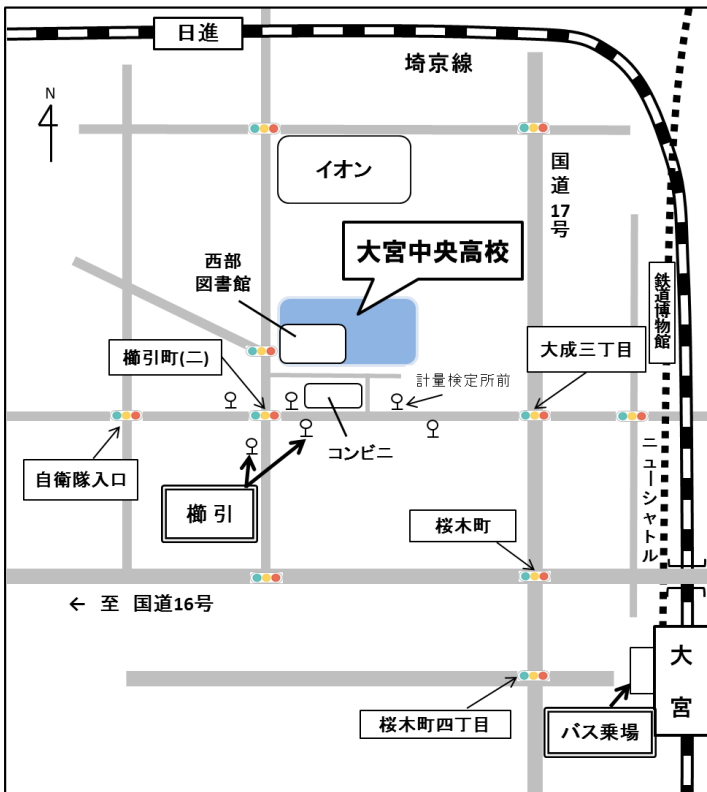 日進
埼京線
N
イオン
国道17号
大宮中央高校
西部
図書館
鉄道博物館
櫛引町(二)
大成三丁目
計量検定所前
コンビニ
自衛隊入口
櫛引
ニューシャトル
桜木町
← 至 国道16号
大宮
桜木町四丁目
バス乗場